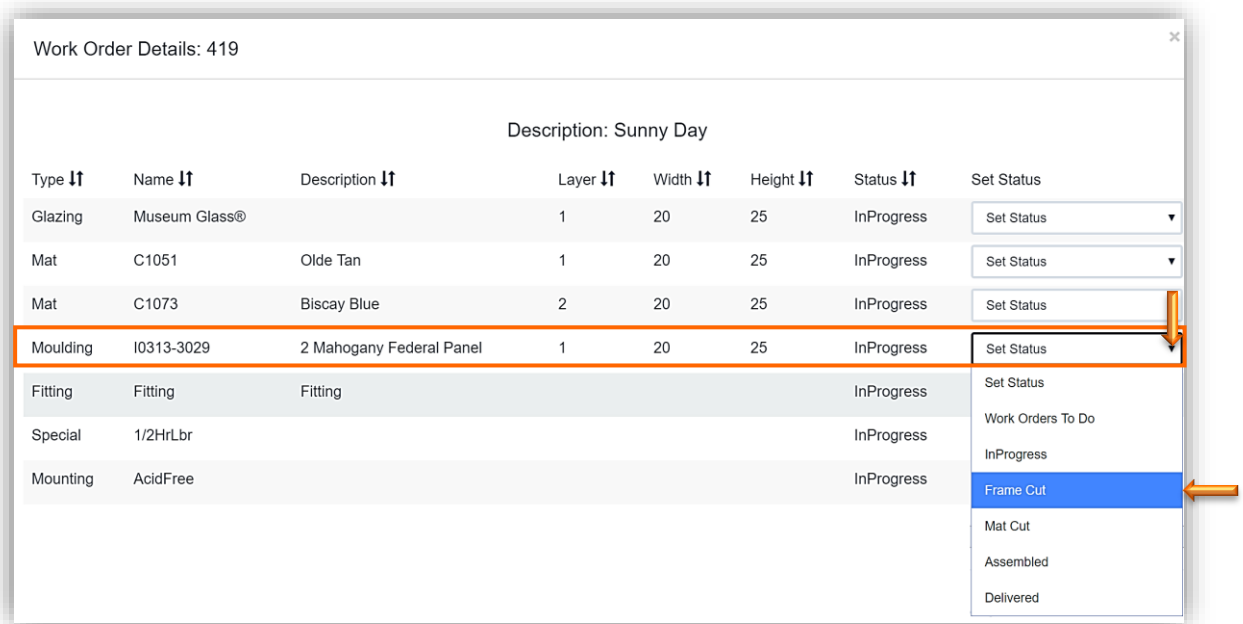 Work Order Details: 419
×
Description: Sunny Day
Type Name Description Layer Width Height Status Set Status
Glazing Museum Glass® 1 20 25 InProgress Set Status
Mat C1051 Olde Tan 1 20 25 InProgress Set Status
Mat C1073 Biscay Blue 2 20 25 InProgress Set Status
Moulding I0313-3029 2 Mahogany Federal Panel 1 20 25 InProgress Set Status
Fitting Fitting Fitting InProgress
Special 1/2HrLbr InProgress
Mounting AcidFree InProgress
Set Status
Work Orders To Do
InProgress
Frame Cut
Mat Cut
Assembled
Delivered